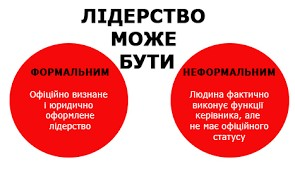 ЛІДЕРСТВО
МОЖЕ
БУТИ
ФОРМАЛЬНИМ
Офіційно визнане
і юридично
оформлене
лідерство
НЕФОРМАЛЬНИМ
Людина фактично
виконує функції
керівника, але
не має офіційного
статусу